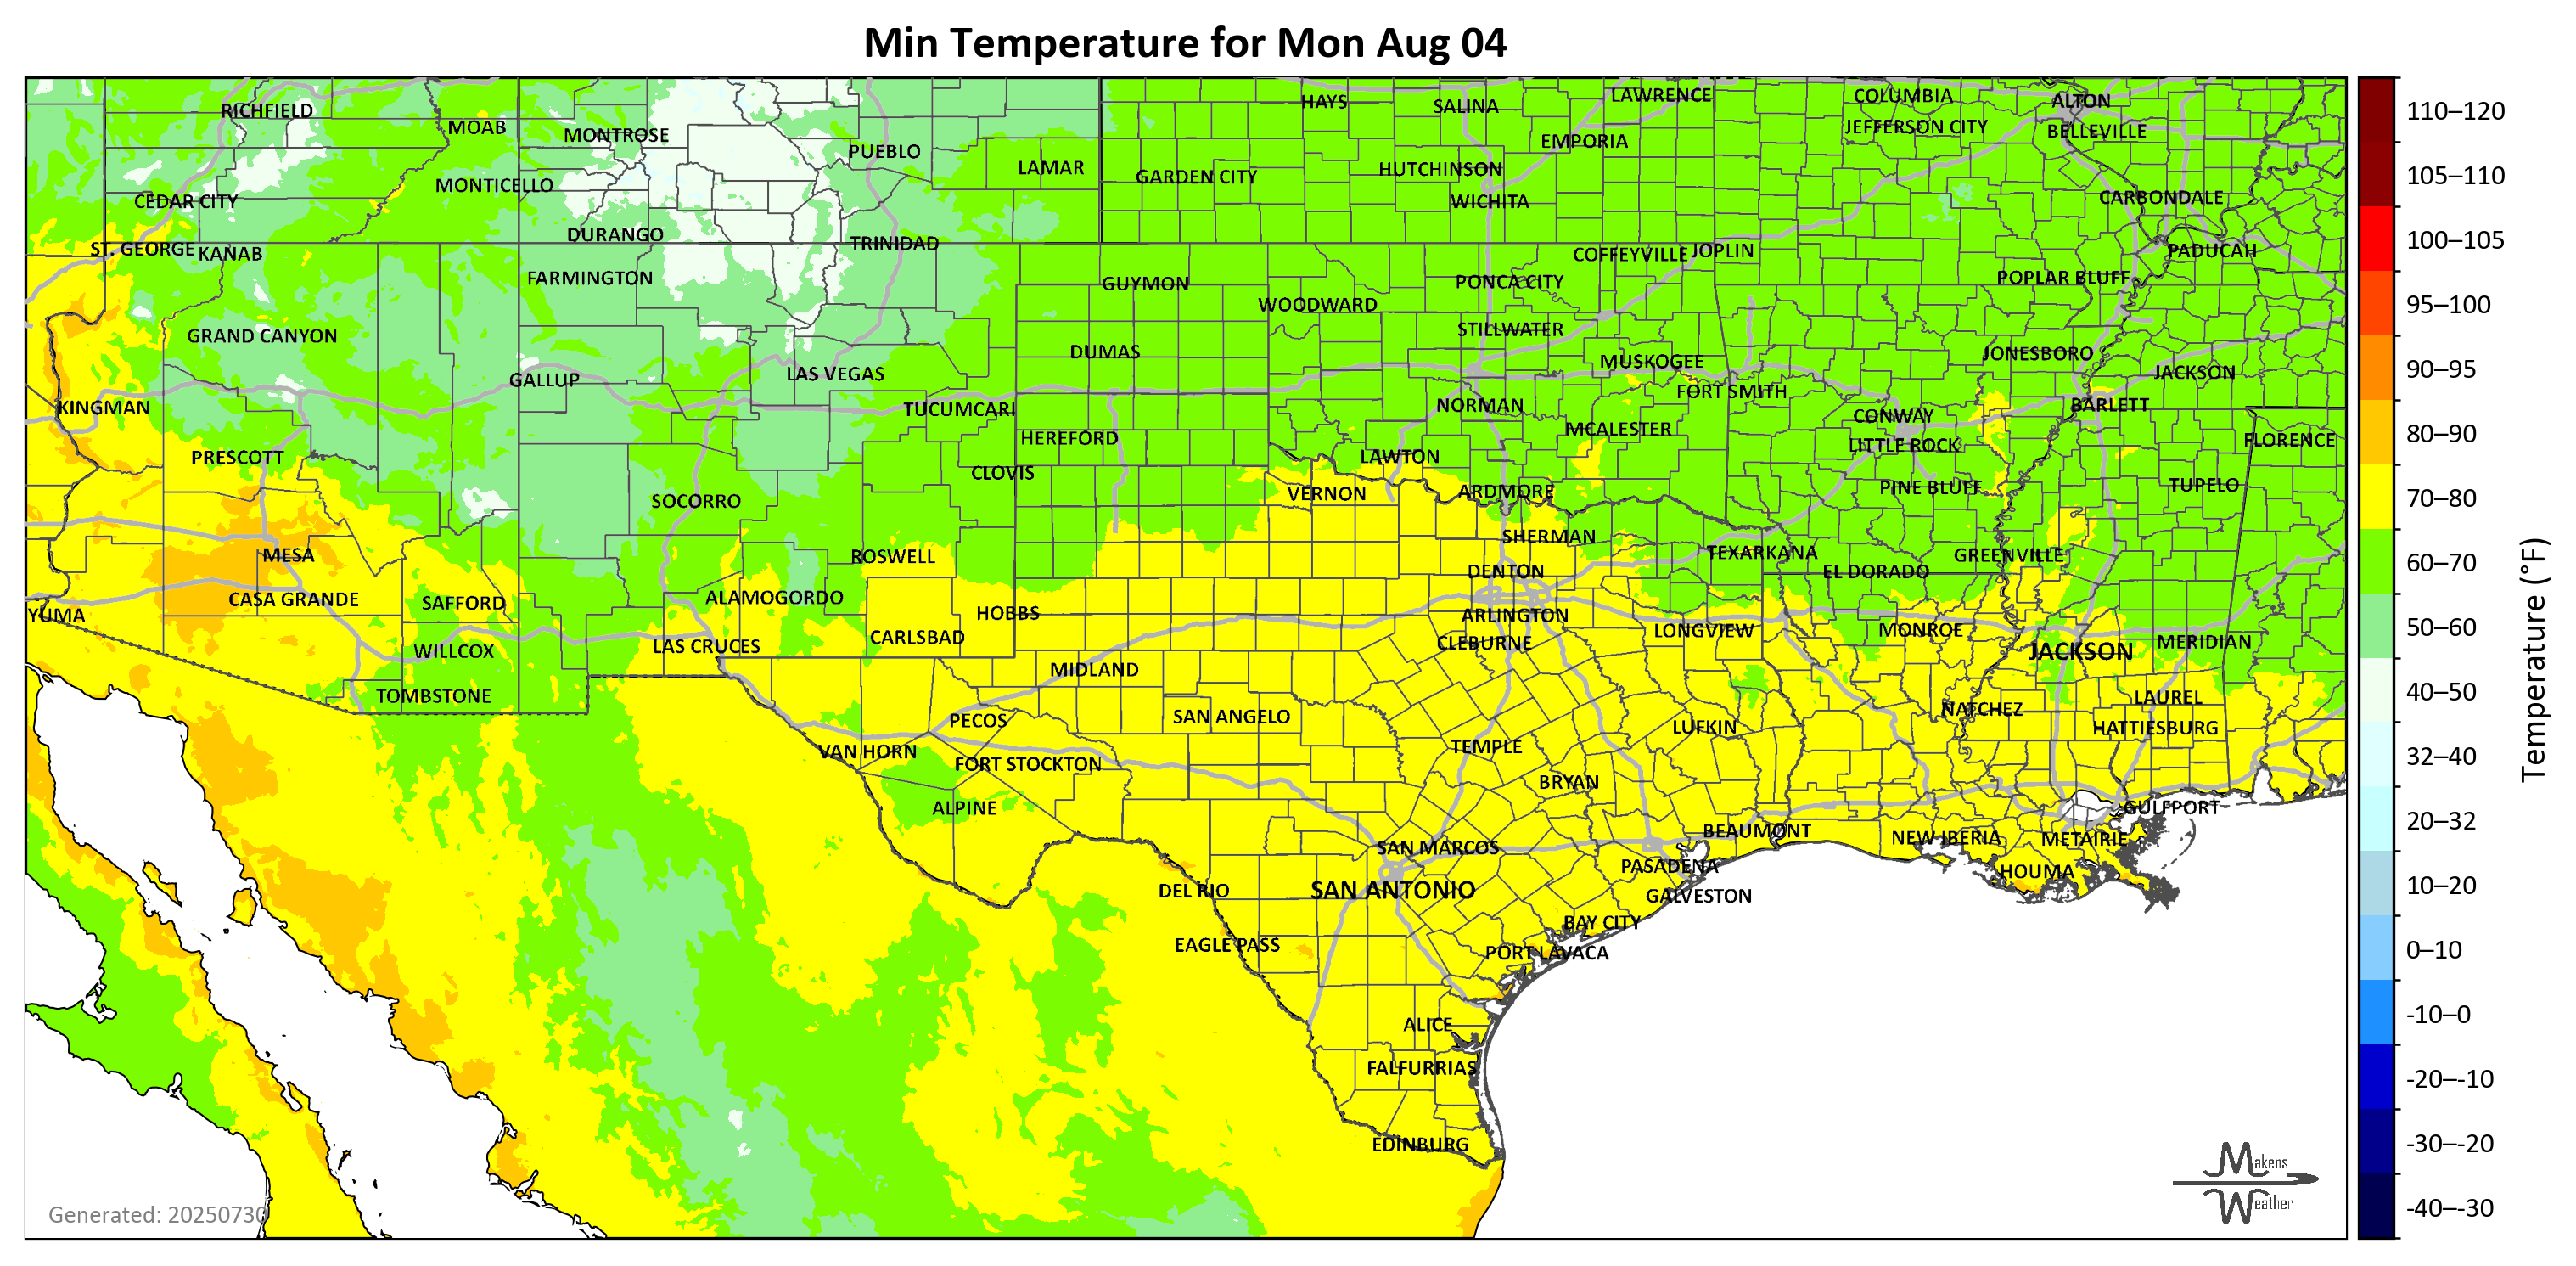 Min Temperature for Mon Aug 04
RICHFIELD
MOAB
MONTROSE
PUEBLO
LAMAR
HAYS
SALINA
LAWRENCE
COLUMBIA
ALTON
JEFFERSON CITY
BELLEVILLE
EMPORIA
GARDEN CITY
HUTCHINSON
WICHITA
CEDAR CITY
MONTICELLO
CARBONDALE
DURANGO
TRINIDAD
ST. GEORGE
KANAB
COFFEYVILLE
JOPLIN
PADUCAH
FARMINGTON
GUYMON
WOODWARD
PONCA CITY
POPLAR BLUFF
GRAND CANYON
DUMAS
STILLWATER
MUSKOGEE
JONESBORO
JACKSON
GALLUP
LAS VEGAS
FORT SMITH
KINGMAN
TUCUMCARI
NORMAN
CONWAY
BARLETT
PRESCOTT
HEREFORD
MCALESTER
LITTLE ROCK
FLORENCE
CLOVIS
LAWTON
SOCORRO
VERNON
ARDMORE
PINE BLUFF
TUPELO
MESA
ROSWELL
SHERMAN
TEXARKANA
GREENVILLE
DENTON
EL DORADO
YUMA
CASA GRANDE
SAFFORD
ALAMOGORDO
HOBBS
ARLINGTON
WILLCOX
LAS CRUCES
CARLSBAD
CLEBURNE
LONGVIEW
MONROE
JACKSON
MERIDIAN
MIDLAND
TOMBSTONE
PECOS
SAN ANGELO
LUFKIN
NATCHEZ
LAUREL
HATTIESBURG
VAN HORN
FORT STOCKTON
TEMPLE
BRYAN
ALPINE
BEAUMONT
GULFPORT
SAN MARCOS
NEW IBERIA
METAIRIE
DEL RIO
SAN ANTONIO
PASADENA
HOUMA
GALVESTON
EAGLE PASS
BAY CITY
PORT LAVACA
ALICE
FALFURRIAS
EDINBURG
Generated: 20250730
Makens
Weather
110–120
105–110
100–105
95–100
90–95
80–90
70–80
60–70
50–60
40–50
32–40
20–32
10–20
0–10
-10–0
-20–-10
-30–-20
-40–-30
Temperature (°F)